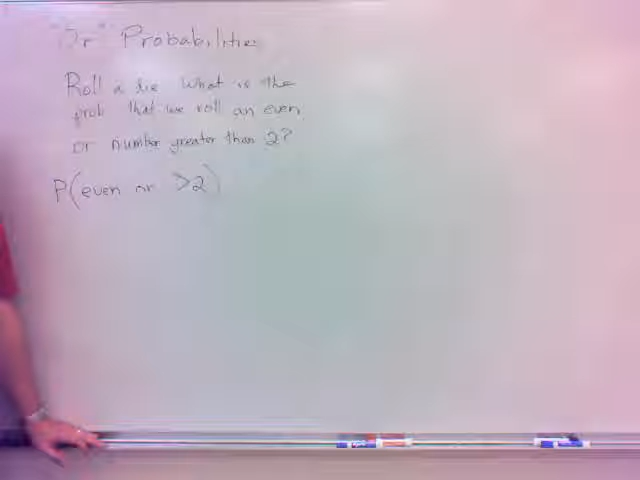 "Or" Probabilities
Roll a die What is the
prob that we roll an even
or number greater than 2?
P(even or >2)